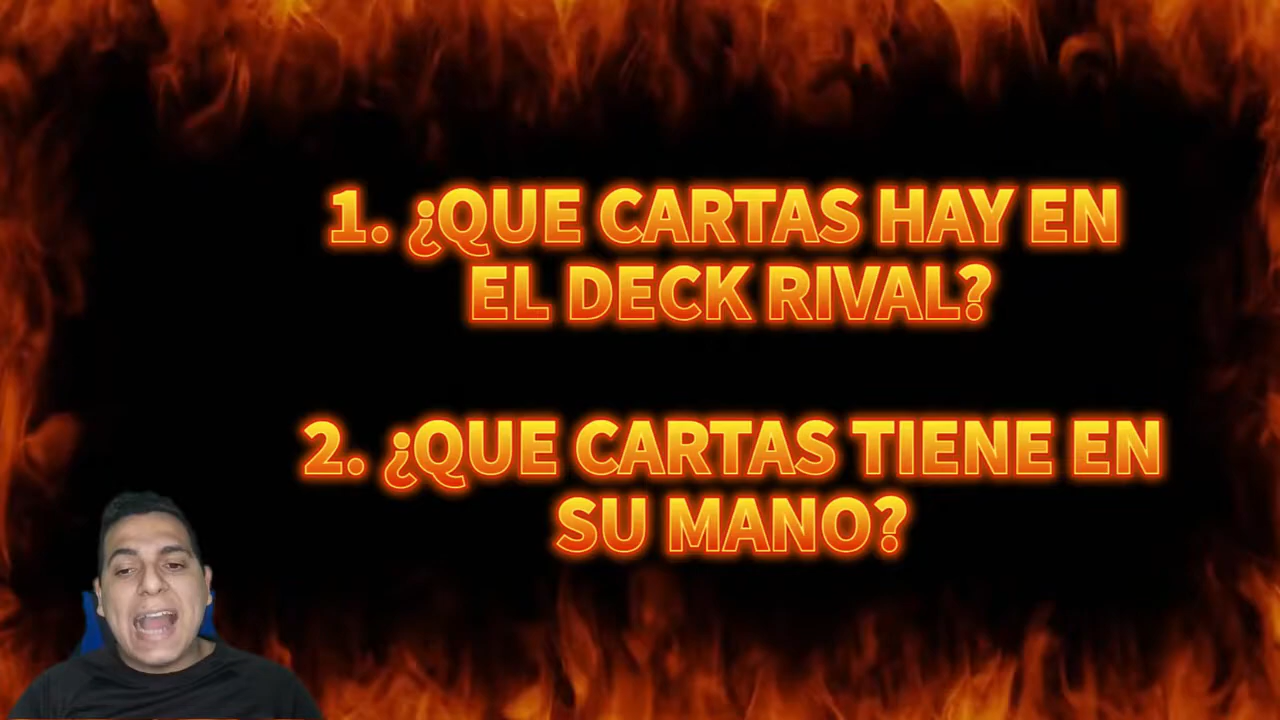 1. ¿QUE CARTAS HAY EN
EL DECK RIVAL?
2. ¿QUE CARTAS TIENE EN
SU MANO?